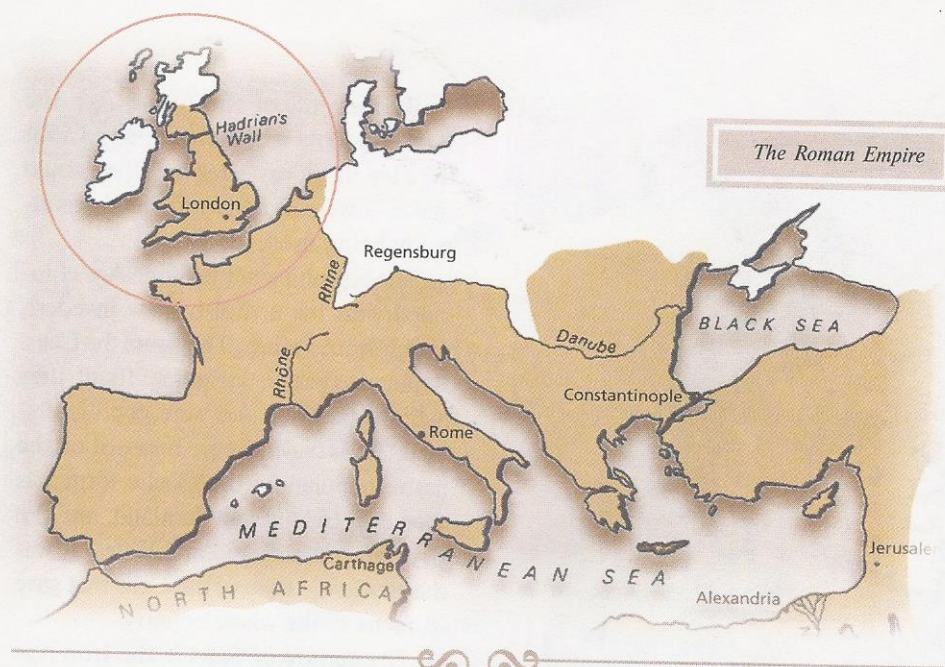 Hadrian's
Wall
The Roman Empire
London
Regensburg
Rhine
BLACK SEA
Danube
Rhône
Constantinople
Rome
MEDITERRANEAN SEA
Carthage
Jerusale
NORTH AFRICA
Alexandria